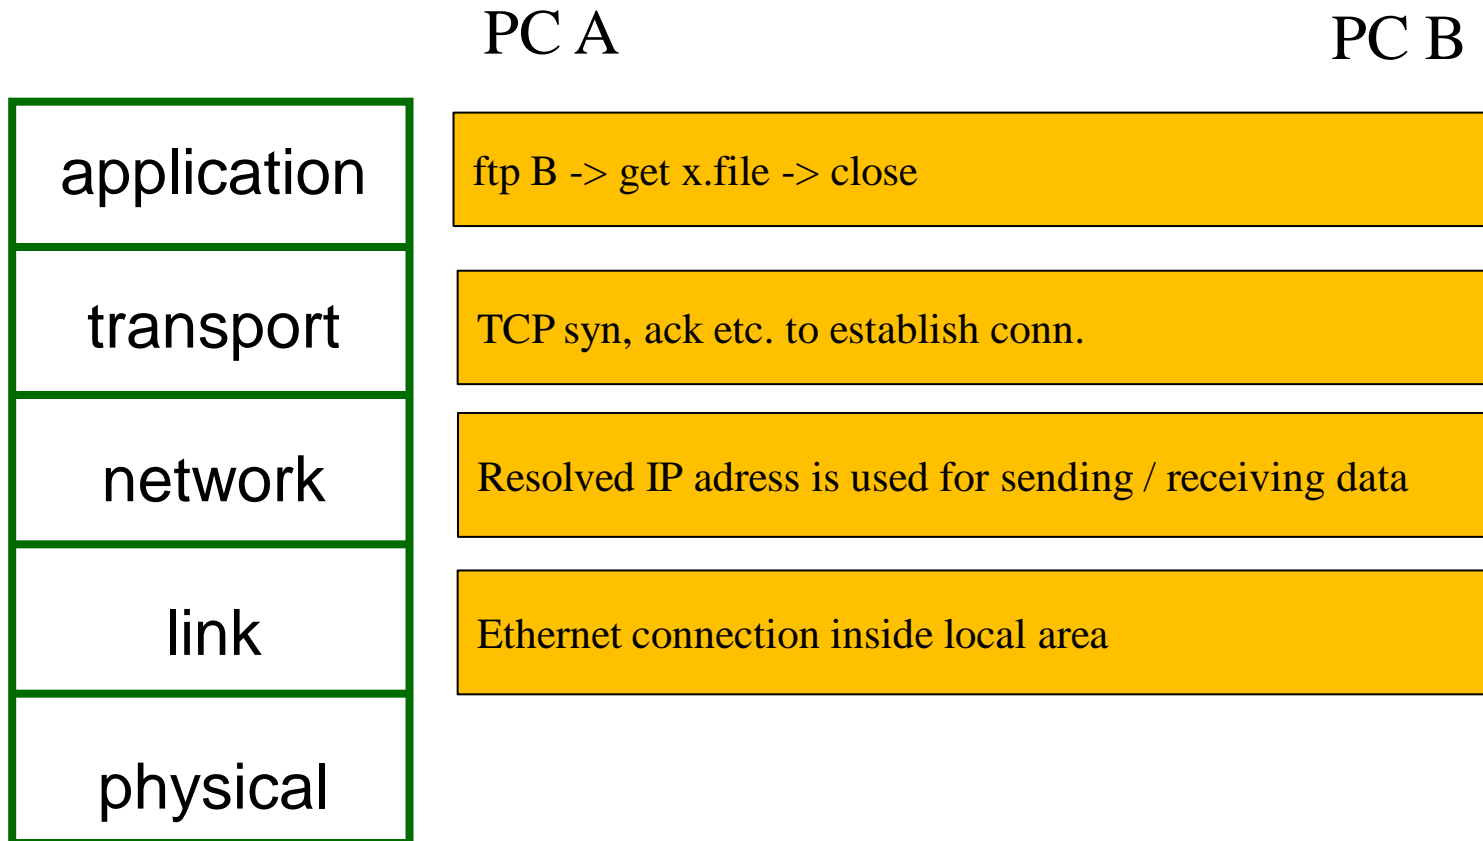 PC A
PC B
application
ftp B -> get x.file -> close
transport
TCP syn, ack etc. to establish conn.
network
Resolved IP adress is used for sending / receiving data
link
Ethernet connection inside local area
physical